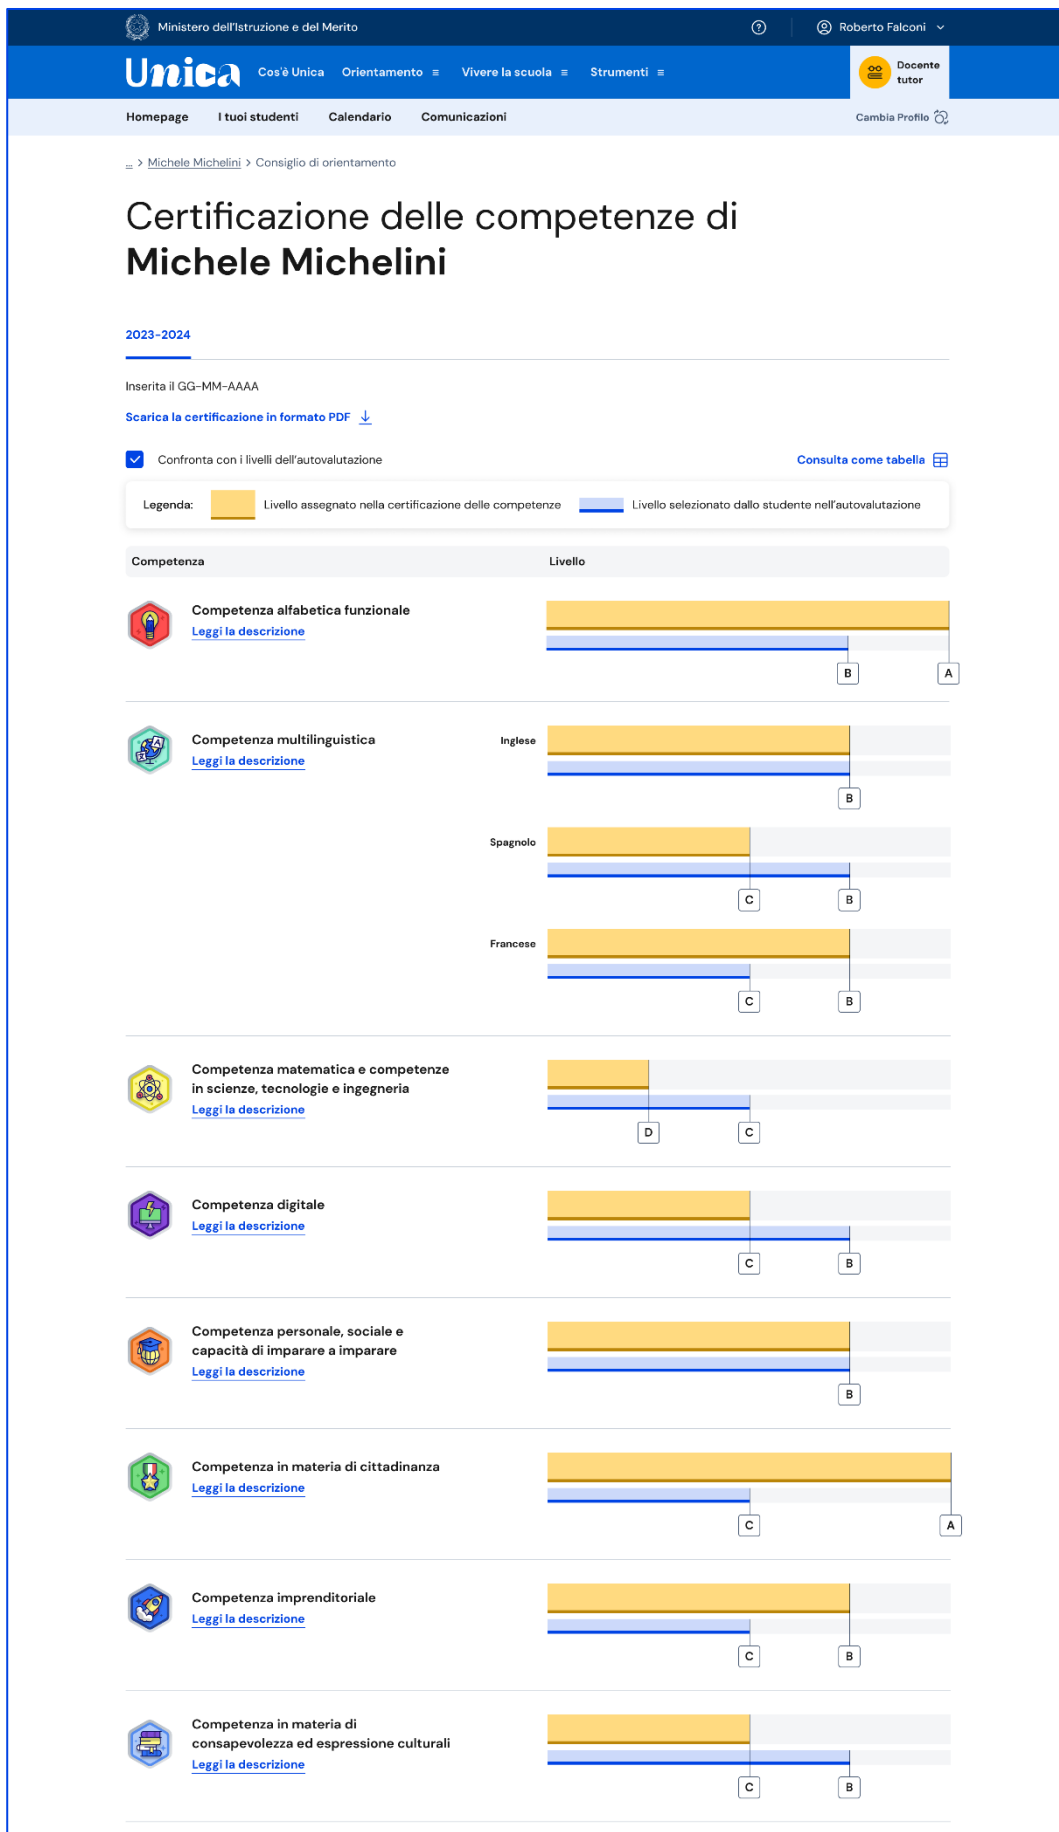 Ministero dell'Istruzione e del Merito
Roberto Falconi
Unica
Cos'è Unica
Orientamento
Vivere la scuola
Strumenti
Docente
tutor
Homepage
I tuoi studenti
Calendario
Comunicazioni
Cambia Profilo
... > Michele Michelini > Consiglio di orientamento
Certificazione delle competenze di
Michele Michelini
2023-2024
Inserita il GG-MM-AAAA
Scarica la certificazione in formato PDF
Confronta con i livelli dell'autovalutazione
Consulta come tabella
Legenda:
Livello assegnato nella certificazione delle competenze
Livello selezionato dallo studente nell'autovalutazione
Competenza
Livello
Competenza alfabetica funzionale
Leggi la descrizione
B
A
Competenza multilinguistica
Leggi la descrizione
Inglese
B
Spagnolo
C
B
Francese
C
B
Competenza matematica e competenze
in scienze, tecnologie e ingegneria
Leggi la descrizione
D
C
Competenza digitale
Leggi la descrizione
C
B
Competenza personale, sociale e
capacità di imparare a imparare
Leggi la descrizione
B
Competenza in materia di cittadinanza
Leggi la descrizione
C
A
Competenza imprenditoriale
Leggi la descrizione
C
B
Competenza in materia di
consapevolezza ed espressione culturali
Leggi la descrizione
C
B